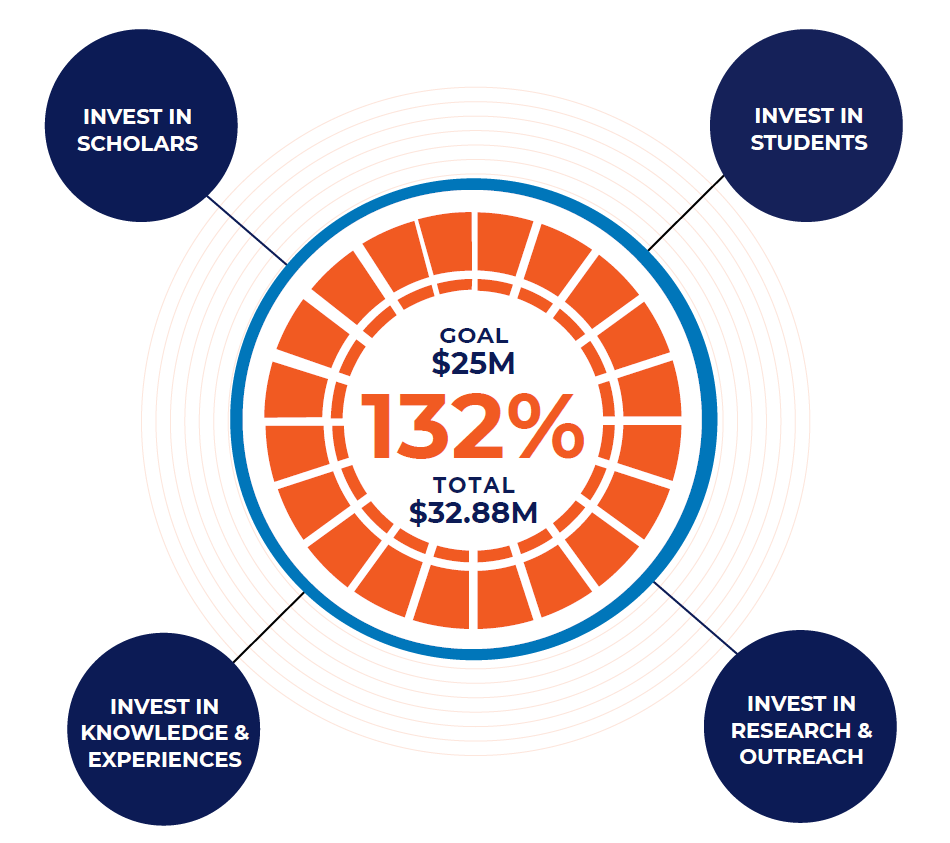 INVEST IN
SCHOLARS
INVEST IN
STUDENTS
GOAL
$25M
132%
TOTAL
$32.88M
INVEST IN
KNOWLEDGE &
EXPERIENCES
INVEST IN
RESEARCH &
OUTREACH